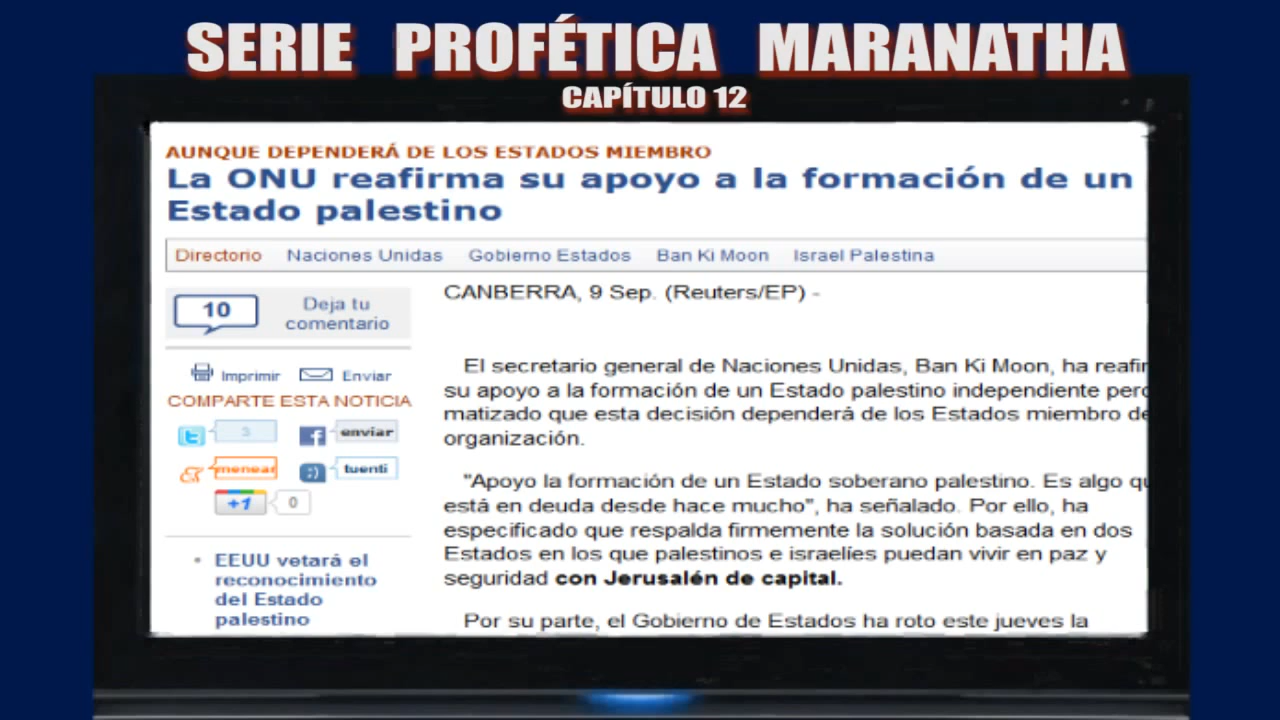 SERIE PROFÉTICA MARANATHA
CAPÍTULO 12
AUNQUE DEPENDERÁ DE LOS ESTADOS MIEMBRO
La ONU reafirma su apoyo a la formación de un
Estado palestino
Directorio Naciones Unidas Gobierno Estados Ban Ki Moon Israel Palestina
10 Deja tu
comentario
Imprimir Enviar
COMPARTE ESTA NOTICIA
3 enviar
menear tuenti
+1 0
EEUU vetará el
reconocimiento
del Estado
palestino
CANBERRA, 9 Sep. (Reuters/EP) -
El secretario general de Naciones Unidas, Ban Ki Moon, ha reafir
su apoyo a la formación de un Estado palestino independiente pero
matizado que esta decisión dependerá de los Estados miembro de
organización.
"Apoyo la formación de un Estado soberano palestino. Es algo qu
está en deuda desde hace mucho", ha señalado. Por ello, ha
especificado que respalda firmemente la solución basada en dos
Estados en los que palestinos e israelíes puedan vivir en paz y
seguridad con Jerusalén de capital.
Por su parte, el Gobierno de Estados ha roto este jueves la